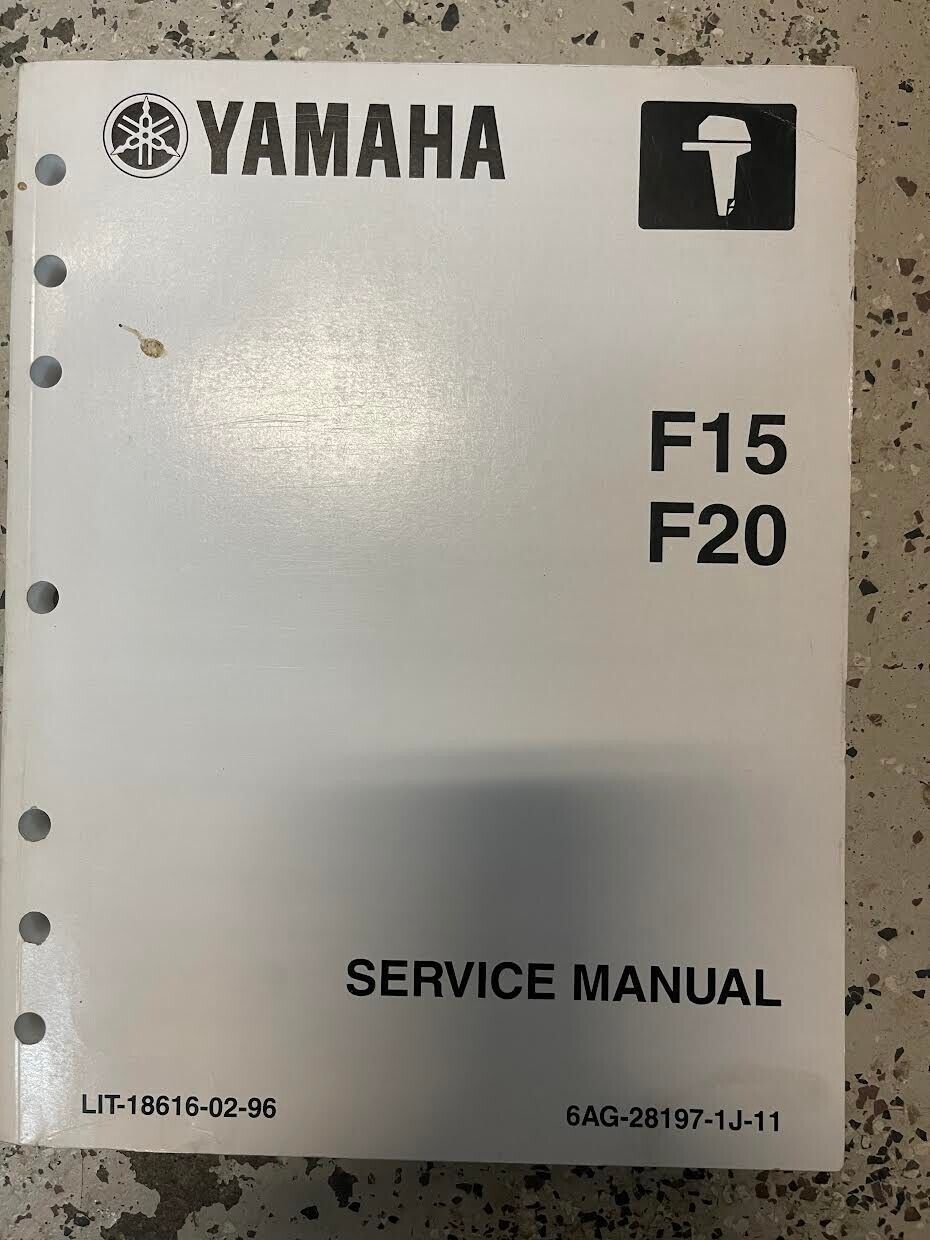 YAMAHA
F15
F20
SERVICE MANUAL
LIT-18616-02-96
6AG-28197-1J-11